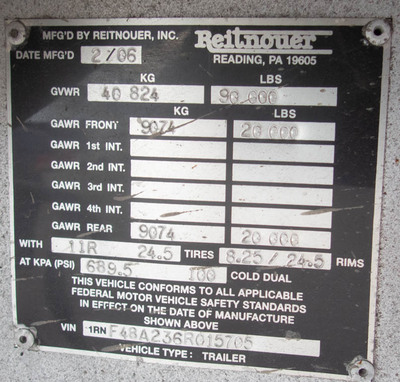 MFG'D BY REITNOUER, INC. Reitnouer
DATE MFG'D 2/06 READING, PA 19605
KG LBS
GVWR 40 824 90 000
KG LBS
GAWR FRONT 9074 20 000
GAWR 1st INT.
GAWR 2nd INT.
GAWR 3rd INT.
GAWR 4th INT.
GAWR REAR 9074 20 000
WITH 11R 24.5 TIRES 8.25 / 24.5 RIMS
AT KPA (PSI) 689.5 100 COLD DUAL
THIS VEHICLE CONFORMS TO ALL APPLICABLE
FEDERAL MOTOR VEHICLE SAFETY STANDARDS
IN EFFECT ON THE DATE OF MANUFACTURE
SHOWN ABOVE
VIN 1RN F48A236R015705
VEHICLE TYPE: TRAILER